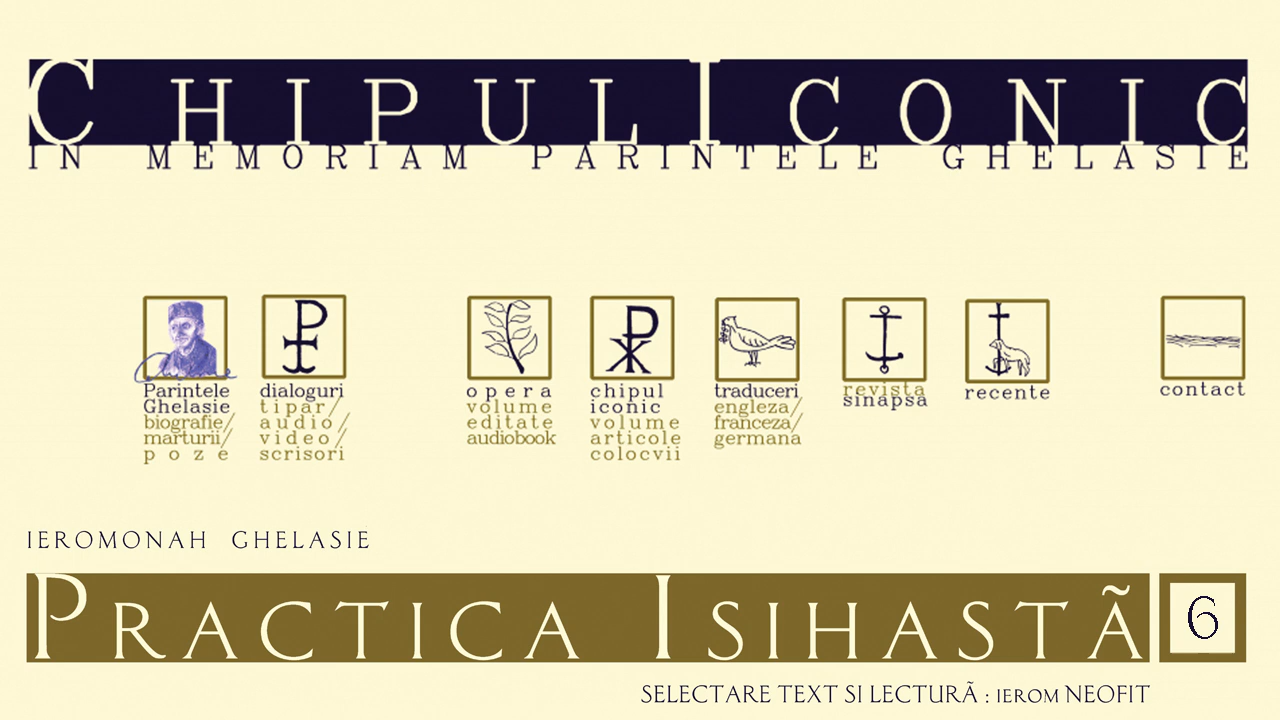 CHIPUL ICONIC
IN MEMORIAM PARINTELE GHELASIE
Parintele
Ghelasie
biografie/
marturii/
poze
dialoguri
tipar/
audio/
video/
scrisori
opera
volume
editate
audiobook
chipul
iconic
volume
articole
colocvii
traduceri
engleza/
franceza/
germana
revista
sinapsa
recente
contact
IEROMONAH GHELASIE
PRACTICA ISIHASTÃ 6
SELECTARE TEXT SI LECTURÃ : IEROM NEOFIT